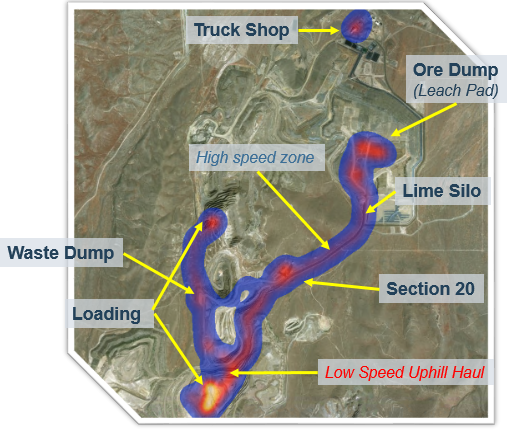 Truck Shop
Ore Dump
(Leach Pad)
High speed zone
Lime Silo
Waste Dump
Section 20
Loading
Low Speed Uphill Haul